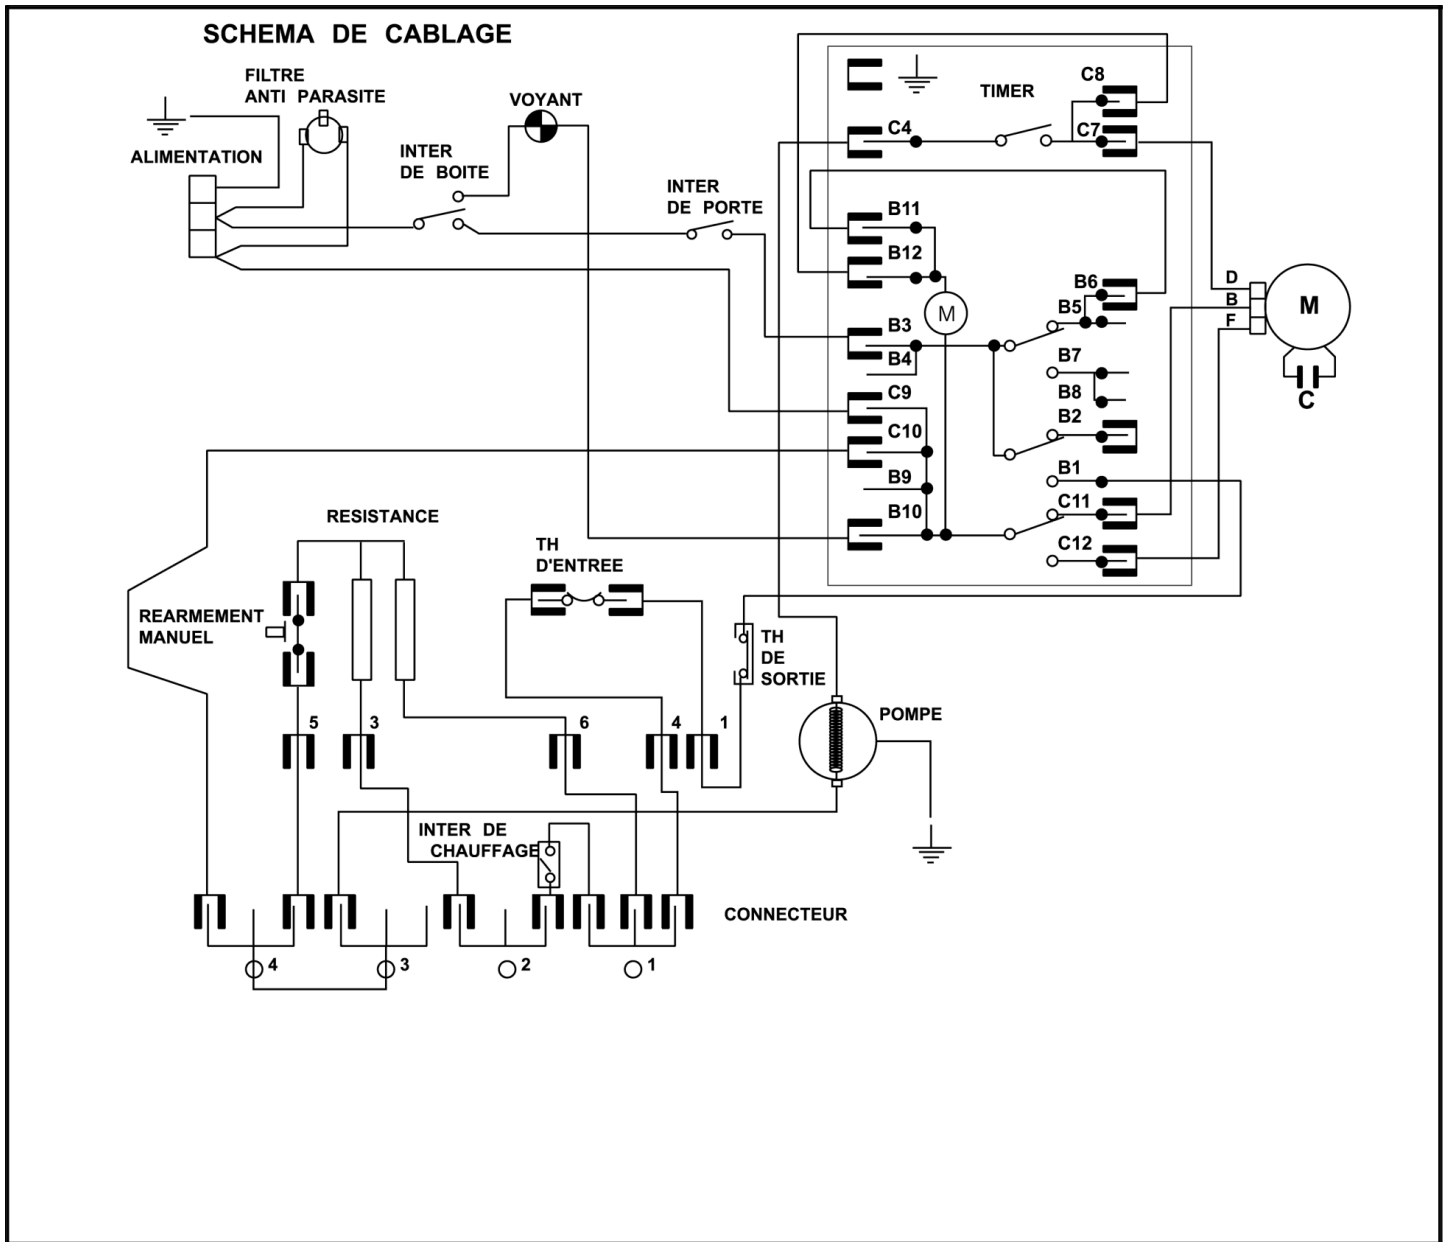 SCHEMA DE CABLAGE
FILTRE
ANTI PARASITE
ALIMENTATION
VOYANT
INTER
DE BOITE
INTER
DE PORTE
TIMER
C8
C7
C4
B11
B12
B3
B4
C9
C10
B9
B10
M
B6
B5
B7
B8
B2
B1
C11
C12
D
B
F
M
C
RESISTANCE
TH
D'ENTREE
REARMEMENT
MANUEL
TH
DE
SORTIE
POMPE
5
3
6
4
1
INTER DE
CHAUFFAGE
CONNECTEUR
4
3
2
1